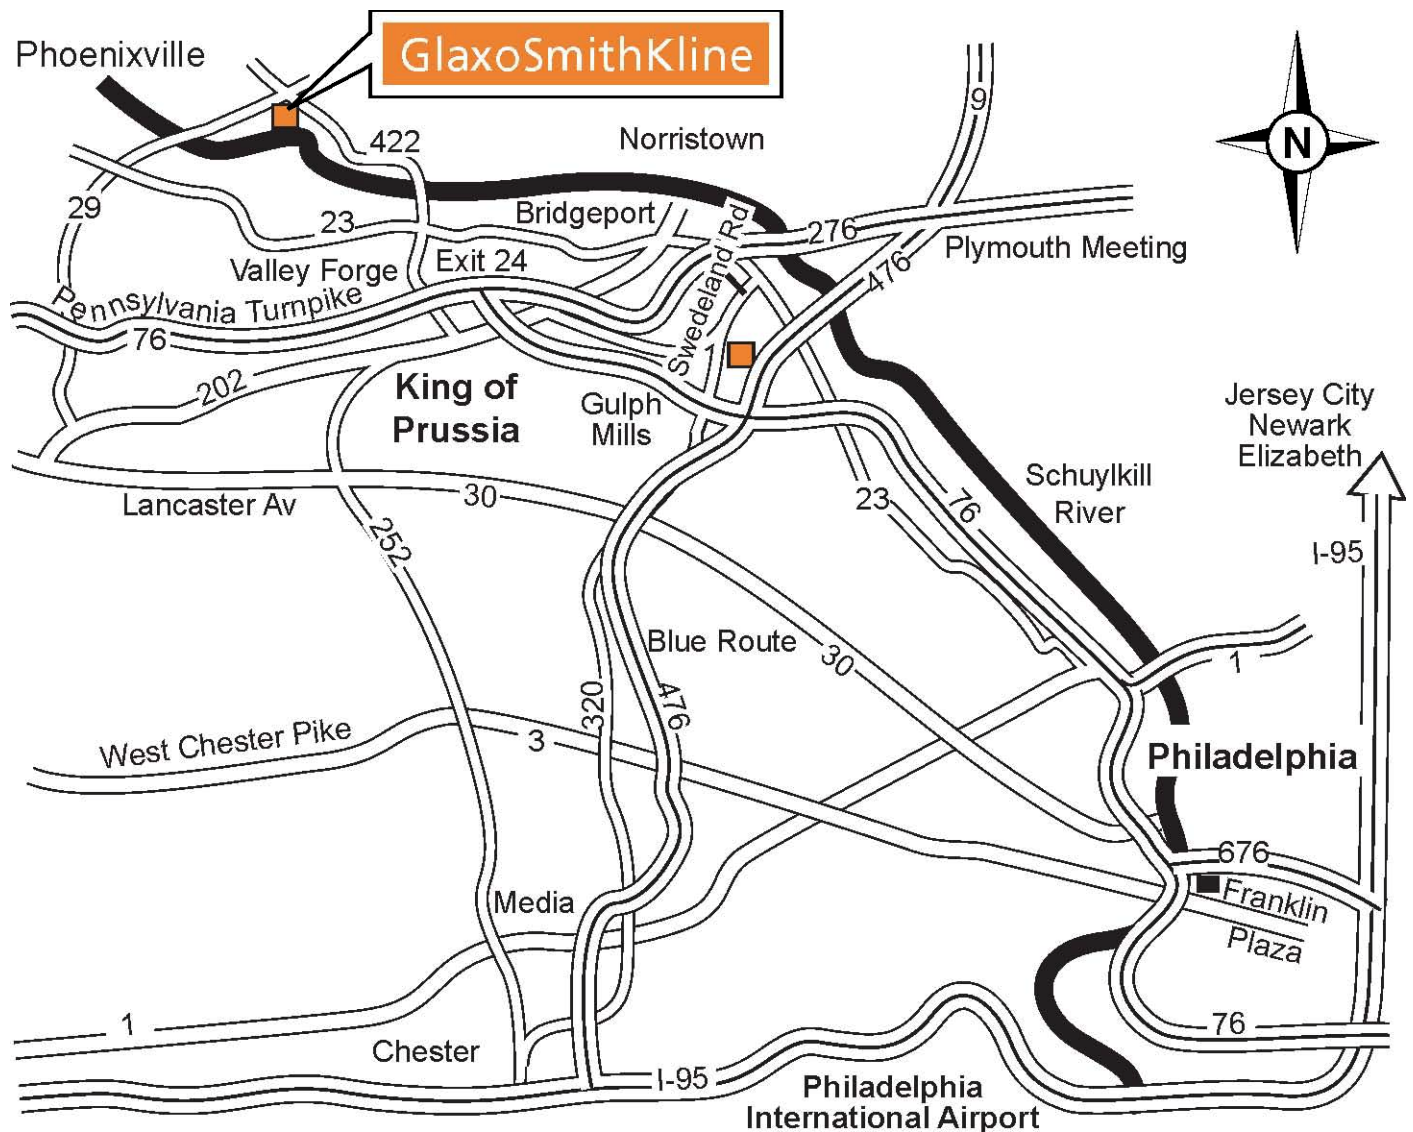 Phoenixville
GlaxoSmithKline
9
N
422
Norristown
29
23
Bridgeport
Swedeland Rd
276
Plymouth Meeting
Valley Forge
Exit 24
476
Pennsylvania Turnpike
76
202
King of
Prussia
Gulph
Mills
Jersey City
Newark
Elizabeth
Lancaster Av
30
23
76
Schuylkill
River
252
I-95
Blue Route
30
1
320
476
West Chester Pike
3
Philadelphia
676
Media
Franklin
Plaza
1
76
Chester
I-95
Philadelphia
International Airport